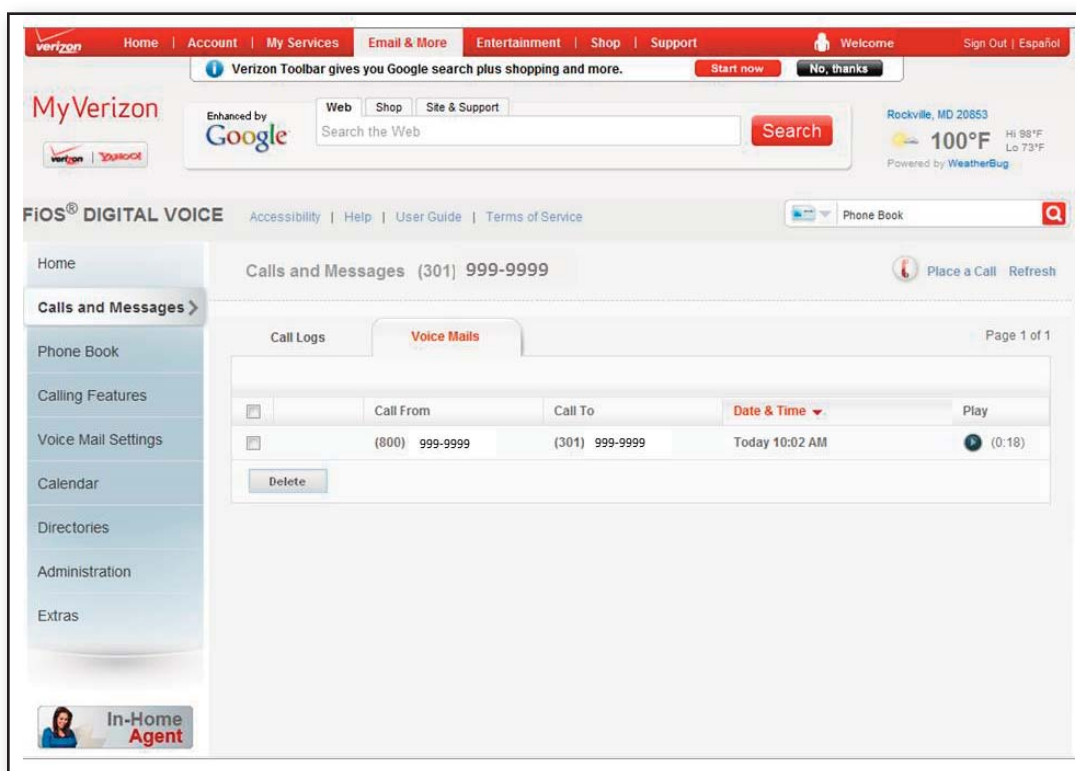 verizon Home | Account | My Services Email & More Entertainment | Shop | Support Welcome Sign Out | Español
i Verizon Toolbar gives you Google search plus shopping and more. Start now No, thanks
My Verizon
verizon | YAHOO!
Enhanced by
Google
Web Shop Site & Support
Search the Web Search
Rockville, MD 20853
100°F Hi 98°F
Lo 73°F
Powered by WeatherBug
FiOS® DIGITAL VOICE Accessibility | Help | User Guide | Terms of Service Phone Book
Home
Calls and Messages
Phone Book
Calling Features
Voice Mail Settings
Calendar
Directories
Administration
Extras
Calls and Messages (301) 999-9999 Place a Call Refresh
Call Logs Voice Mails Page 1 of 1
Call From Call To Date & Time Play
(800) 999-9999 (301) 999-9999 Today 10:02 AM (0:18)
Delete
In-Home
Agent